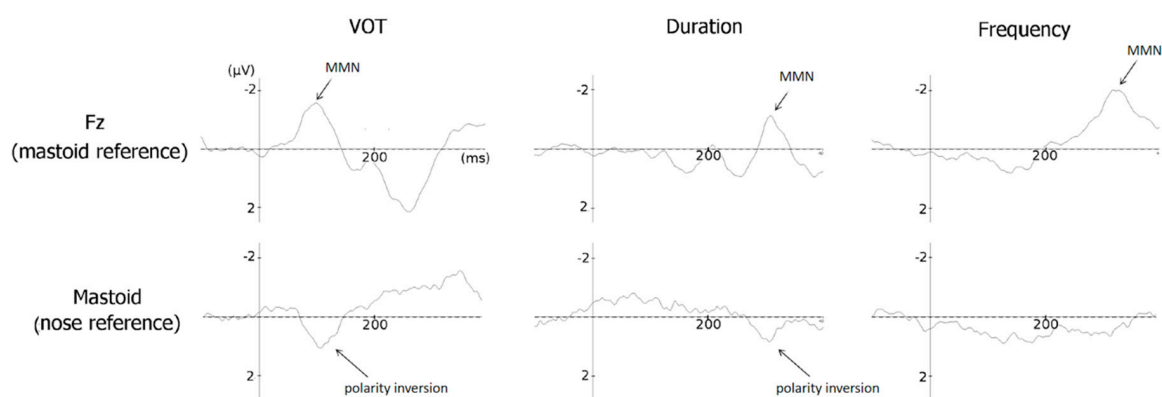 VOT
Duration
Frequency
(µV)
MMN
MMN
MMN
-2
-2
-2
Fz
(mastoid reference)
200
(ms)
200
200
2
2
2
-2
-2
-2
Mastoid
(nose reference)
200
200
200
2
2
2
polarity inversion
polarity inversion